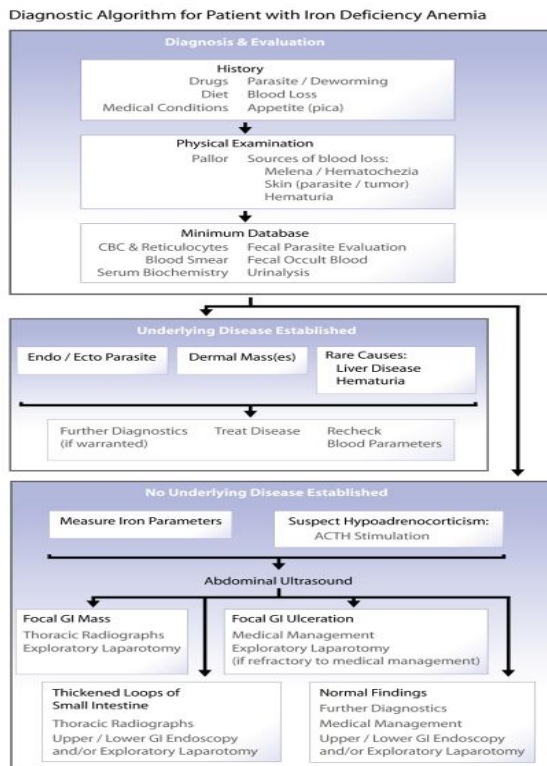 Diagnostic Algorithm for Patient with Iron Deficiency Anemia
Diagnosis & Evaluation
History
Drugs Parasite / Deworming
Diet Blood Loss
Medical Conditions Appetite (pica)
Physical Examination
Pallor Sources of blood loss:
Melena / Hematochezia
Skin (parasite / tumor)
Hematuria
Minimum Database
CBC & Reticulocytes Fecal Parasite Evaluation
Blood Smear Fecal Occult Blood
Serum Biochemistry Urinalysis
Underlying Disease Established
Endo / Ecto Parasite
Dermal Mass(es)
Rare Causes:
Liver Disease
Hematuria
Further Diagnostics Treat Disease Recheck
(if warranted) Blood Parameters
No Underlying Disease Established
Measure Iron Parameters
Suspect Hypoadrenocorticism:
ACTH Stimulation
Abdominal Ultrasound
Focal GI Mass
Thoracic Radiographs
Exploratory Laparotomy
Focal GI Ulceration
Medical Management
Exploratory Laparotomy
(if refractory to medical management)
Thickened Loops of
Small Intestine
Thoracic Radiographs
Upper / Lower GI Endoscopy
and/or Exploratory Laparotomy
Normal Findings
Further Diagnostics
Medical Management
Upper / Lower GI Endoscopy
and/or Exploratory Laparotomy